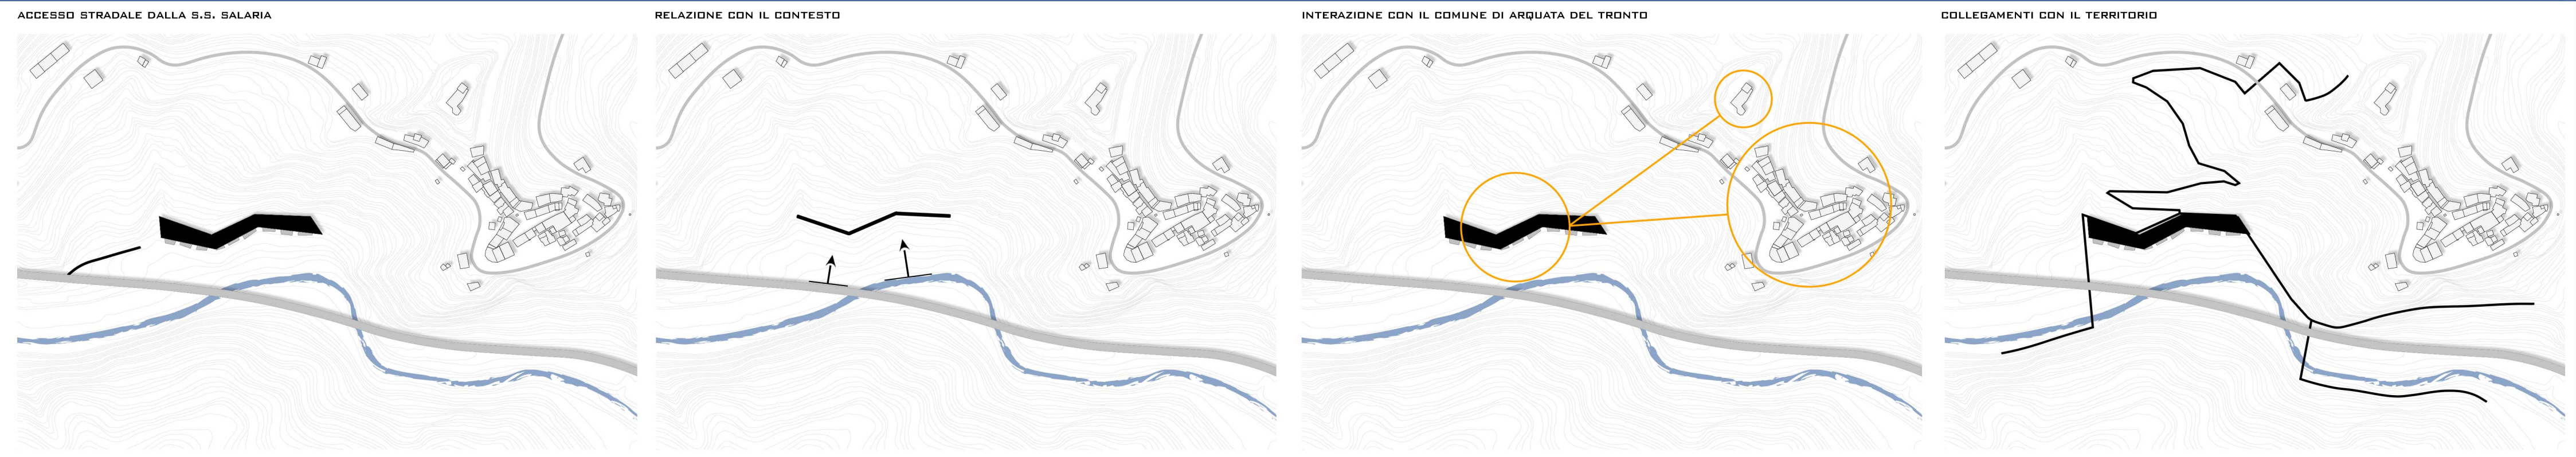 ACCESSO STRADALE DALLA S.S. SALARIA
RELAZIONE CON IL CONTESTO
INTERAZIONE CON IL COMUNE DI ARQUATA DEL TRONTO
COLLEGAMENTI CON IL TERRITORIO